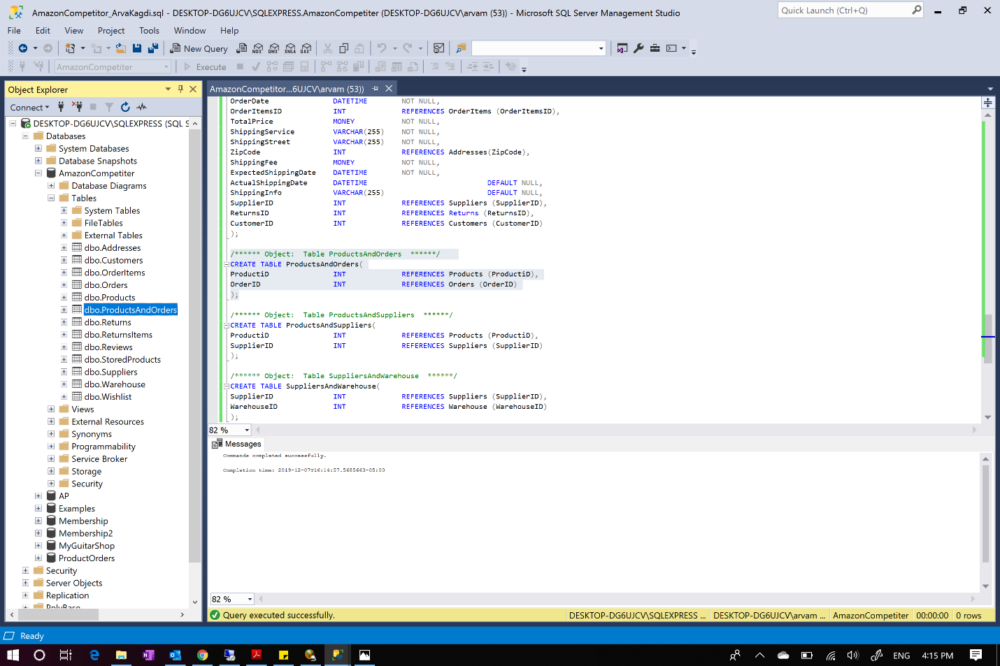 AmazonCompetitor_ArvaKagdi.sql - DESKTOP-DG6UJCV\SQLEXPRESS.AmazonCompetiter (DESKTOP-DG6UJCV\arvam (53)) - Microsoft SQL Server Management Studio
Quick Launch (Ctrl+Q)
File Edit View Project Tools Window Help
New Query MDX DMX XMLA DAX
AmazonCompetiter Execute
Object Explorer
Connect
DESKTOP-DG6UJCV\SQLEXPRESS (SQL S
Databases
System Databases
Database Snapshots
AmazonCompetiter
Database Diagrams
Tables
System Tables
FileTables
External Tables
dbo.Addresses
dbo.Customers
dbo.OrderItems
dbo.Orders
dbo.Products
dbo.ProductsAndOrders
dbo.Returns
dbo.ReturnsItems
dbo.Reviews
dbo.StoredProducts
dbo.Suppliers
dbo.Warehouse
dbo.Wishlist
Views
External Resources
Synonyms
Programmability
Service Broker
Storage
Security
AP
Examples
Membership
Membership2
MyGuitarShop
ProductOrders
Security
Server Objects
Replication
PolyBase
AmazonCompetitor...6UJCV\arvam (53))
OrderDate DATETIME NOT NULL,
OrderItemsID INT REFERENCES OrderItems (OrderItemsID),
TotalPrice MONEY NOT NULL,
ShippingService VARCHAR(255) NOT NULL,
ShippingStreet VARCHAR(255) NOT NULL,
ZipCode INT REFERENCES Addresses(ZipCode),
ShippingFee MONEY NOT NULL,
ExpectedShippingDate DATETIME NOT NULL,
ActualShippingDate DATETIME DEFAULT NULL,
ShippingInfo VARCHAR(255) DEFAULT NULL,
SupplierID INT REFERENCES Suppliers (SupplierID),
ReturnsID INT REFERENCES Returns (ReturnsID),
CustomerID INT REFERENCES Customers (CustomerID)
);
/****** Object: Table ProductsAndOrders ******/
CREATE TABLE ProductsAndOrders(
ProductiD INT REFERENCES Products (ProductiD),
OrderID INT REFERENCES Orders (OrderID)
);
/****** Object: Table ProductsAndSuppliers ******/
CREATE TABLE ProductsAndSuppliers(
ProductiD INT REFERENCES Products (ProductiD),
SupplierID INT REFERENCES Suppliers (SupplierID)
);
/****** Object: Table SuppliersAndWarehouse ******/
CREATE TABLE SuppliersAndWarehouse(
SupplierID INT REFERENCES Suppliers (SupplierID),
WarehouseID INT REFERENCES Warehouse (WarehouseID)
);
82 %
Messages
Commands completed successfully.
Completion time: 2019-12-07T16:14:57.5685663-05:00
82 %
Query executed successfully. DESKTOP-DG6UJCV\SQLEXPRESS ... DESKTOP-DG6UJCV\arvam ... AmazonCompetiter 00:00:00 0 rows
Ready
ENG 4:15 PM